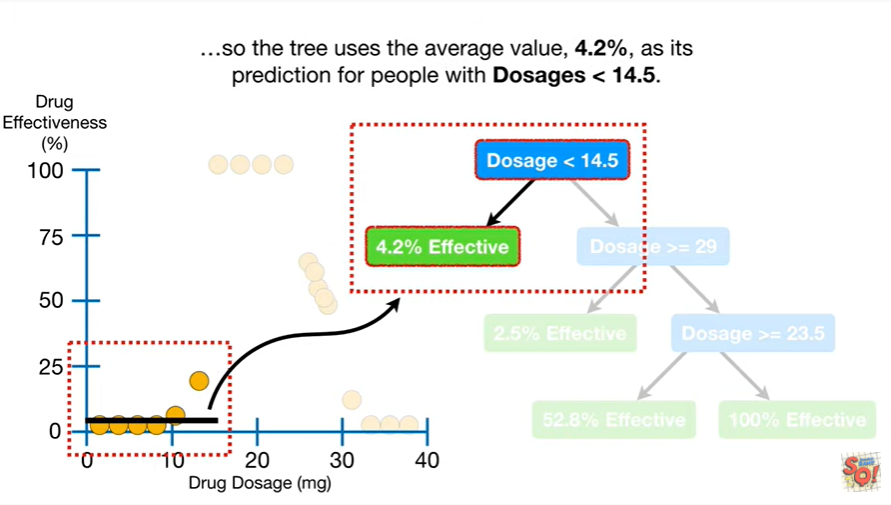 ...so the tree uses the average value, 4.2%, as its
prediction for people with Dosages < 14.5.
Drug
Effectiveness
(%)
100
75
50
25
0
0 10 20 30 40
Drug Dosage (mg)
Dosage < 14.5
4.2% Effective
Dosage >= 29
2.5% Effective
Dosage >= 23.5
52.8% Effective
100% Effective
SQ!